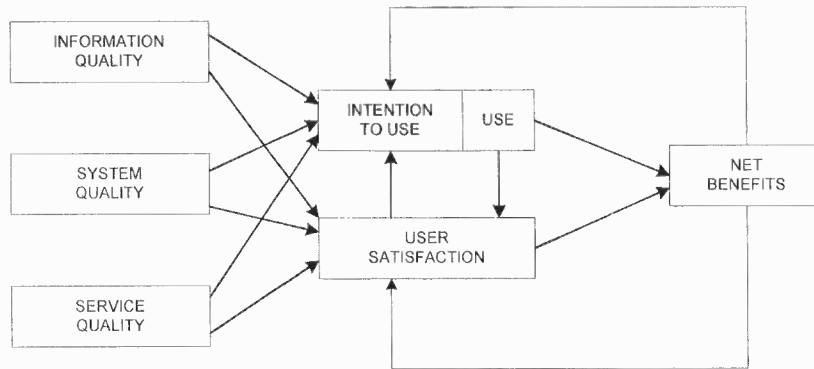 INFORMATION
QUALITY
INTENTION
TO USE
USE
SYSTEM
QUALITY
NET
BENEFITS
USER
SATISFACTION
SERVICE
QUALITY